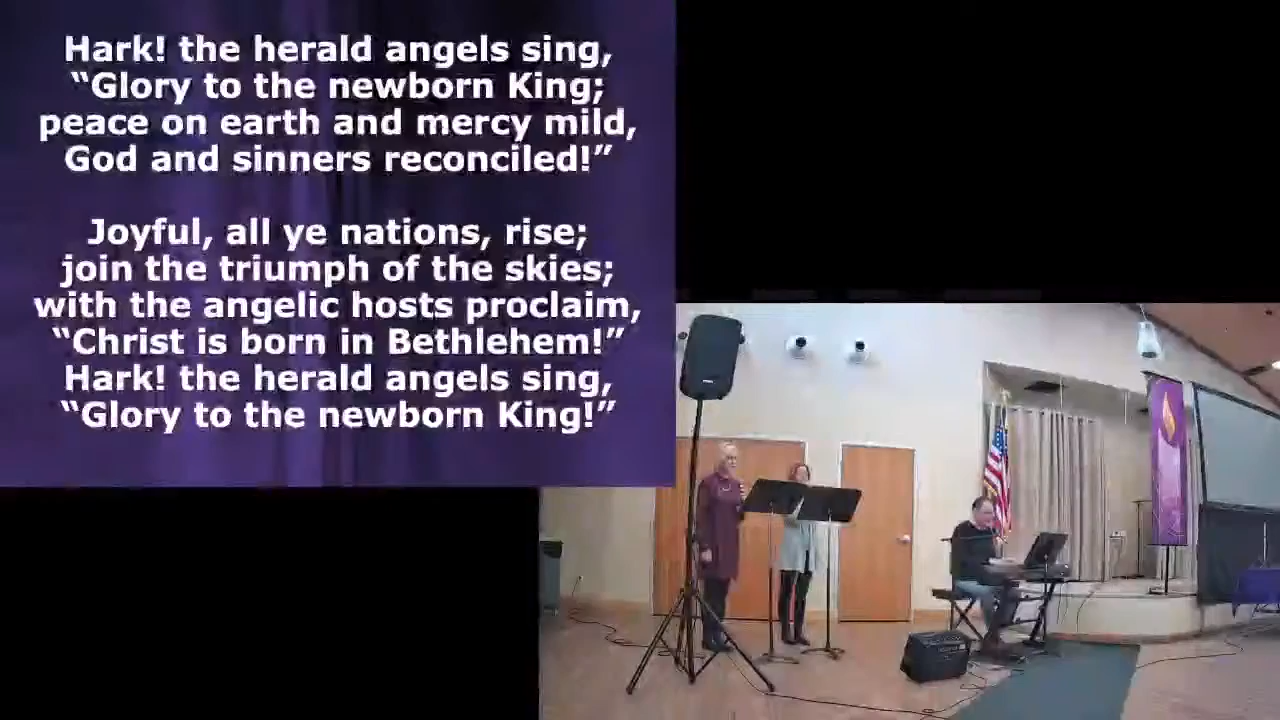 Hark! the herald angels sing,
“Glory to the newborn King;
peace on earth and mercy mild,
God and sinners reconciled!”
Joyful, all ye nations, rise;
join the triumph of the skies;
with the angelic hosts proclaim,
“Christ is born in Bethlehem!”
Hark! the herald angels sing,
“Glory to the newborn King!”